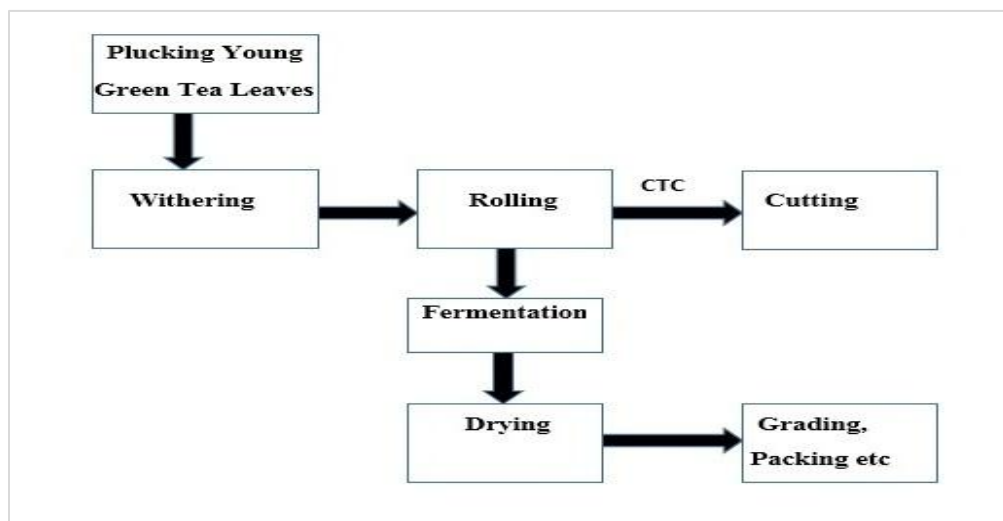 Plucking Young
Green Tea Leaves
Withering
Rolling
CTC
Cutting
Fermentation
Drying
Grading,
Packing etc